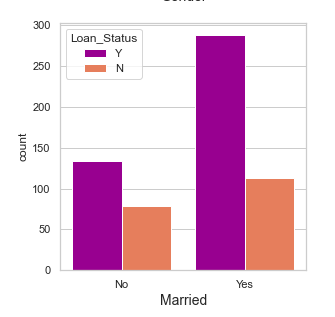 Loan_Status
Y
N
300
250
200
150
100
50
0
count
No Yes
Married